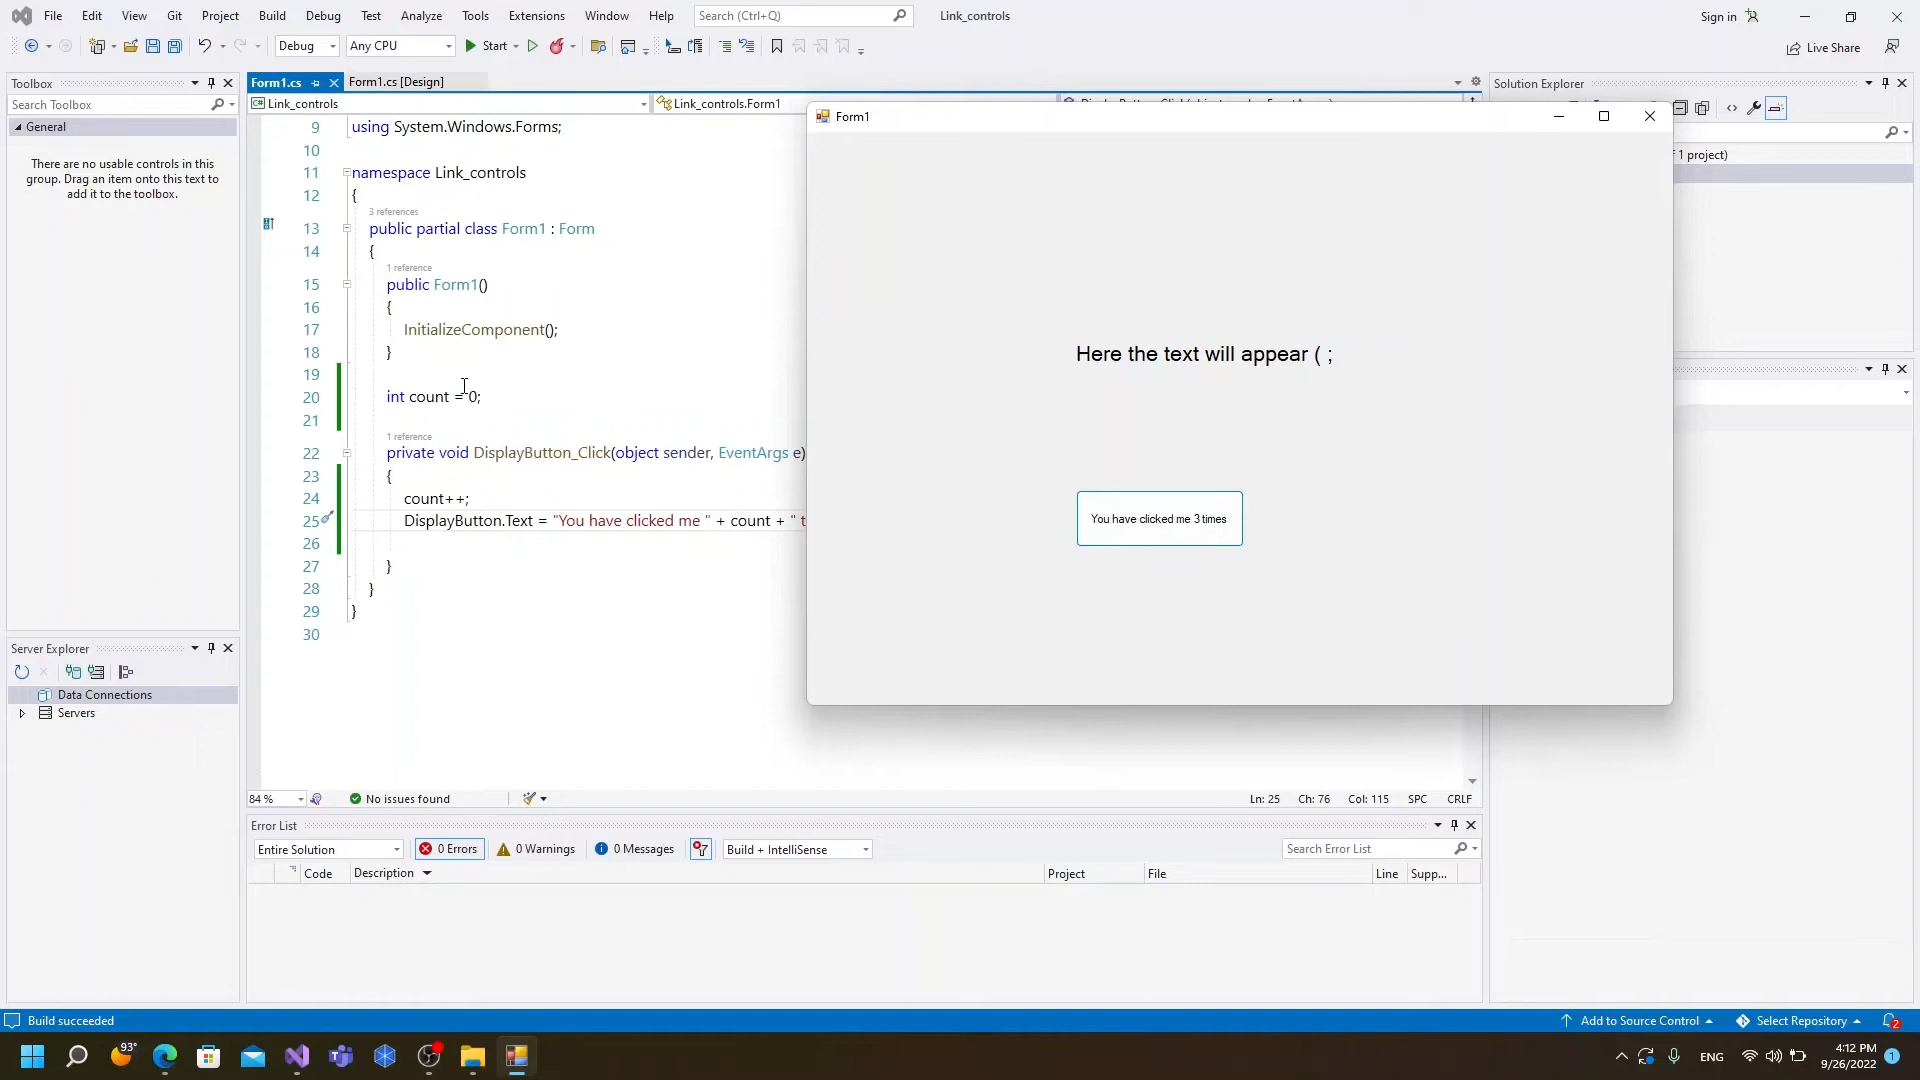 File Edit View Git Project Build Debug Test Analyze Tools Extensions Window Help Search (Ctrl+Q) Link_controls Sign in
Debug Any CPU Start Live Share
Toolbox
Search Toolbox
General
There are no usable controls in this
group. Drag an item onto this text to
add it to the toolbox.
Form1.cs Form1.cs [Design]
Link_controls Link_controls.Form1
9 using System.Windows.Forms;
10
11 namespace Link_controls
12 {
3 references
13 public partial class Form1 : Form
14 {
1 reference
15 public Form1()
16 {
17 InitializeComponent();
18 }
19
20 int count = 0;
21
1 reference
22 private void DisplayButton_Click(object sender, EventArgs e)
23 {
24 count++;
25 DisplayButton.Text = "You have clicked me " + count + " t
26
27 }
28 }
29 }
30
Form1
Here the text will appear ( ;
You have clicked me 3 times
Solution Explorer
f 1 project)
Server Explorer
Data Connections
Servers
84 % No issues found Ln: 25 Ch: 76 Col: 115 SPC CRLF
Error List
Entire Solution 0 Errors 0 Warnings 0 Messages Build + IntelliSense Search Error List
Code Description Project File Line Supp...
Build succeeded Add to Source Control Select Repository 2
93° ENG 4:12 PM 1
9/26/2022